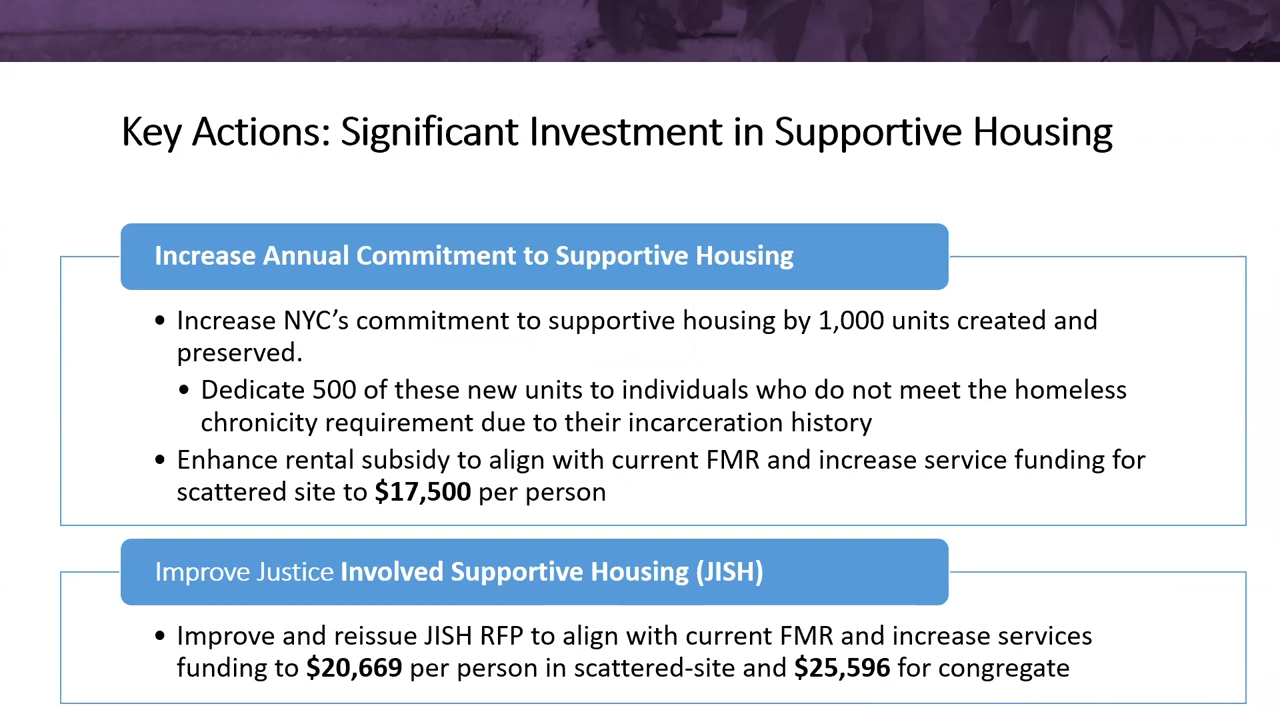 Key Actions: Significant Investment in Supportive Housing
Increase Annual Commitment to Supportive Housing
• Increase NYC’s commitment to supportive housing by 1,000 units created and
preserved.
• Dedicate 500 of these new units to individuals who do not meet the homeless
chronicity requirement due to their incarceration history
• Enhance rental subsidy to align with current FMR and increase service funding for
scattered site to $17,500 per person
Improve Justice Involved Supportive Housing (JISH)
• Improve and reissue JISH RFP to align with current FMR and increase services
funding to $20,669 per person in scattered-site and $25,596 for congregate